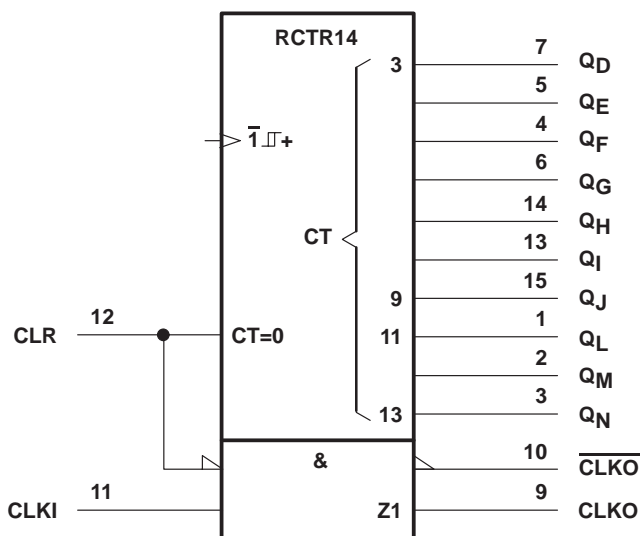 RCTR14
3 7 QD
5 QE
1̅ ⎎ + 4 QF
6 QG
14 QH
CT
13 QI
9 15 QJ
CLR 12 CT=0 11 1 QL
2 QM
13 3 QN
& 10 C̅L̅K̅O̅
CLKI 11 Z1 9 CLKO